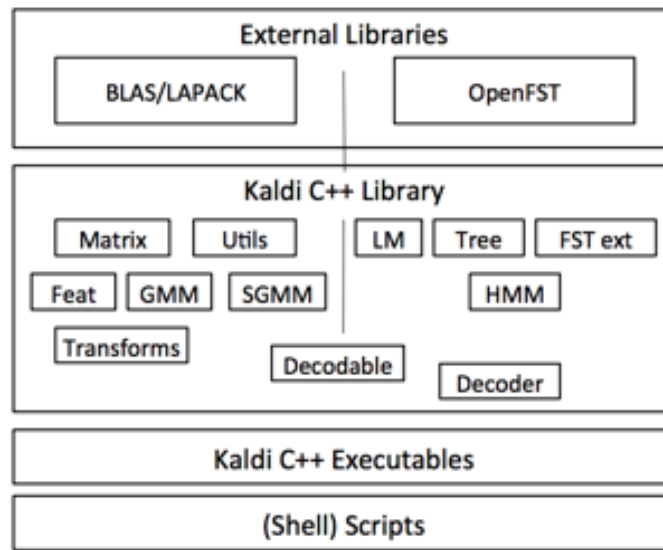 External Libraries
BLAS/LAPACK OpenFST
Kaldi C++ Library
Matrix Utils LM Tree FST ext
Feat GMM SGMM HMM
Transforms
Decodable
Decoder
Kaldi C++ Executables
(Shell) Scripts